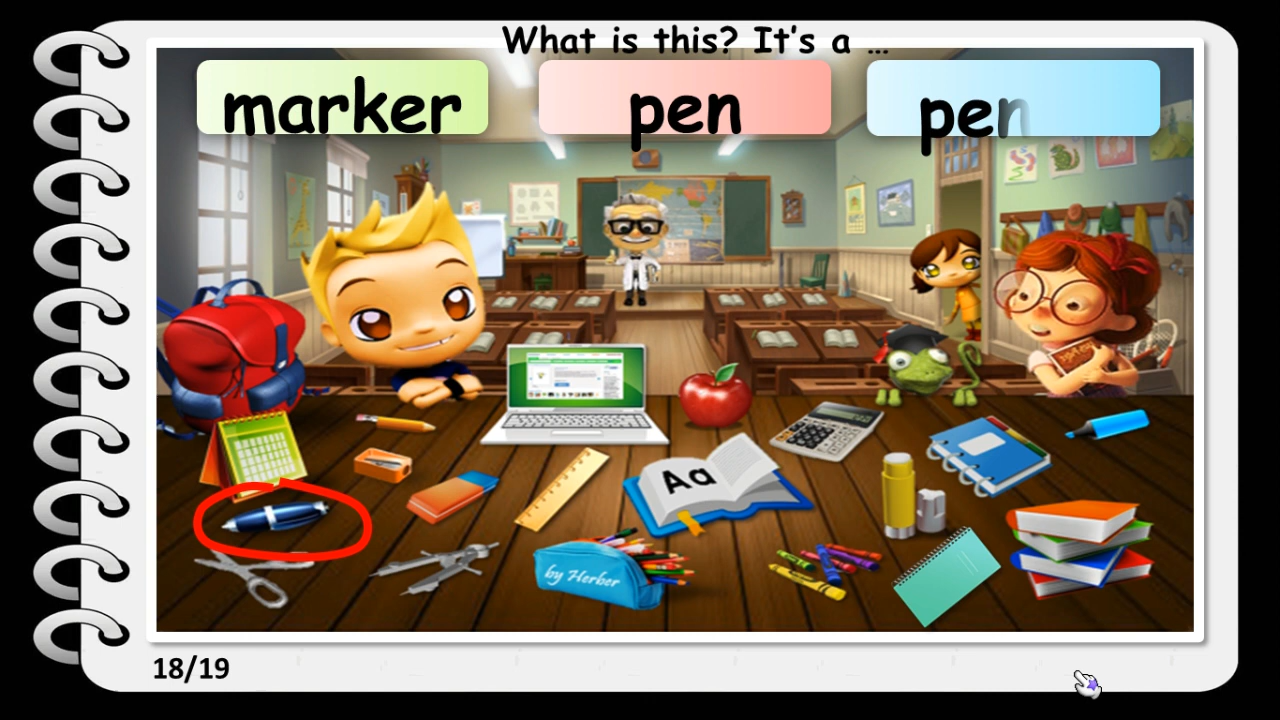 What is this? It's a ...
marker
pen
pen
Aa
by Herber
18/19